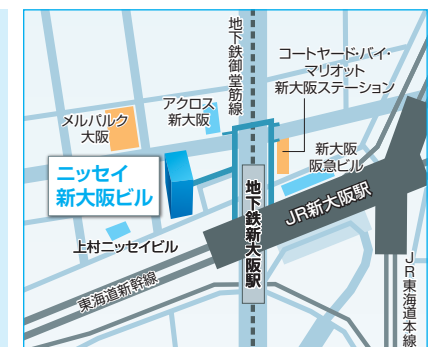 地下鉄御堂筋線
コートヤード・バイ・
マリオット
新大阪ステーション
アクロス
新大阪
メルパルク
大阪
新大阪
阪急ビル
ニッセイ
新大阪ビル
地下鉄新大阪駅
JR新大阪駅
上村ニッセイビル
東海道新幹線
JR東海道本線